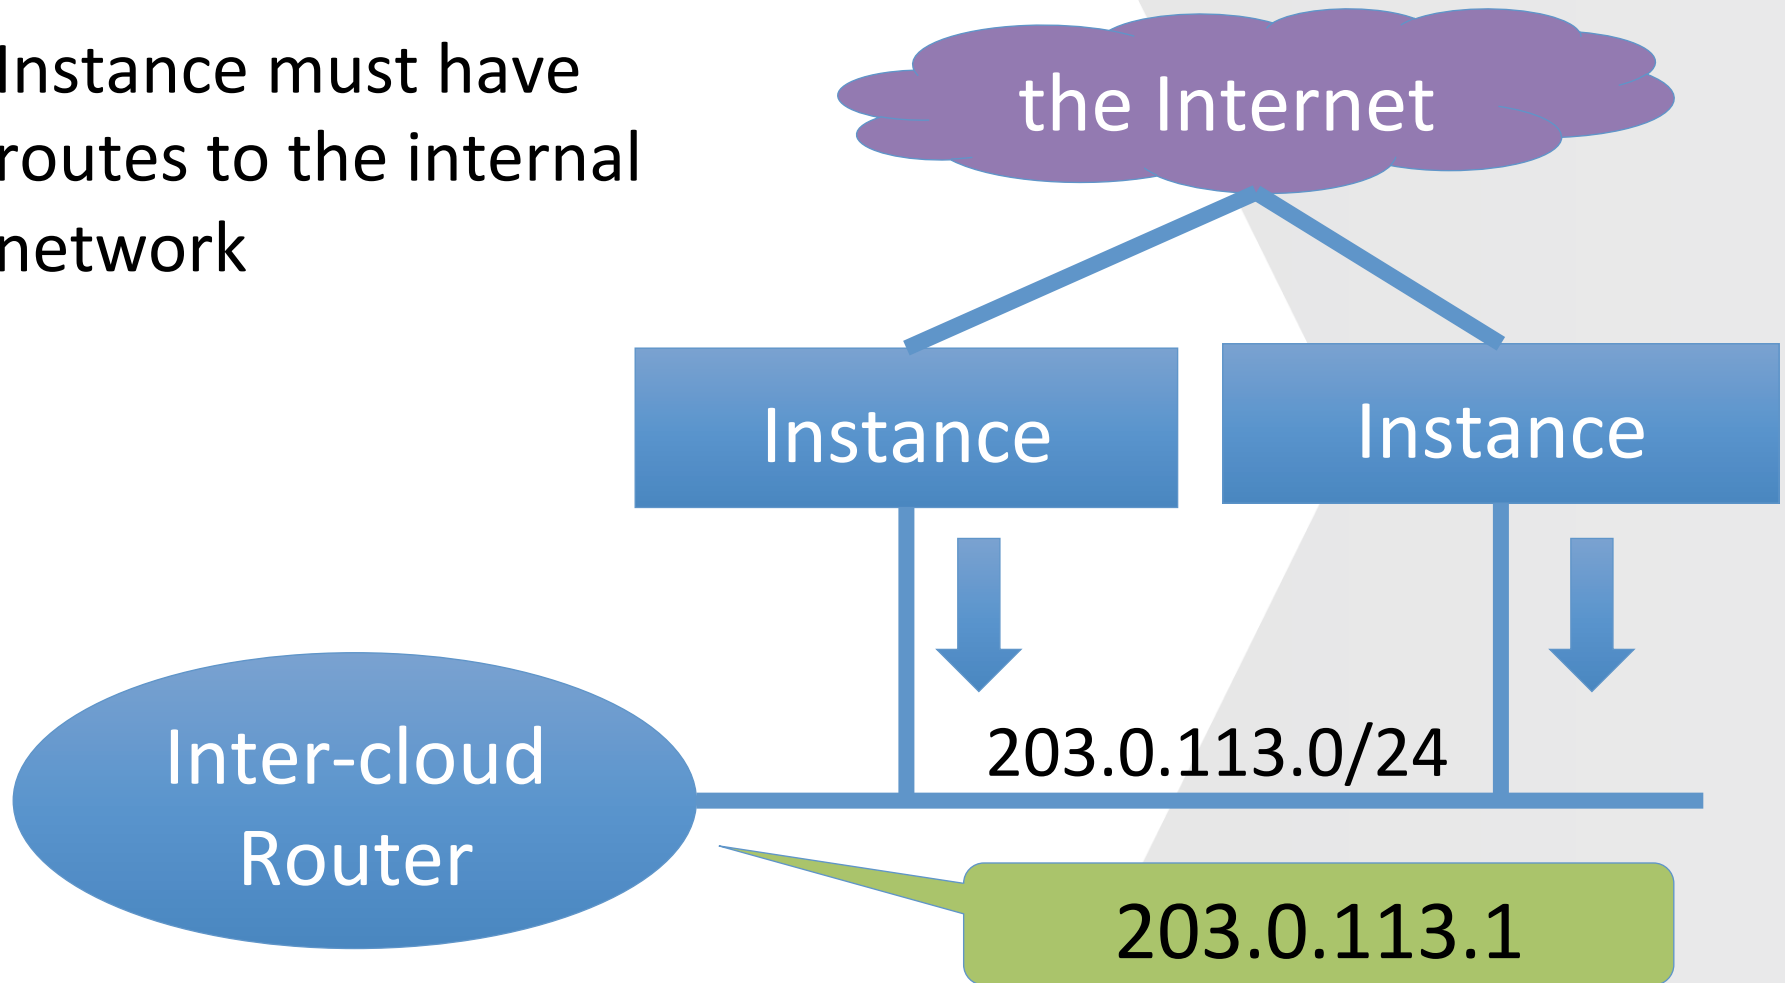 Instance must have
routes to the internal
network
the Internet
Instance
Instance
203.0.113.0/24
Inter-cloud
Router
203.0.113.1